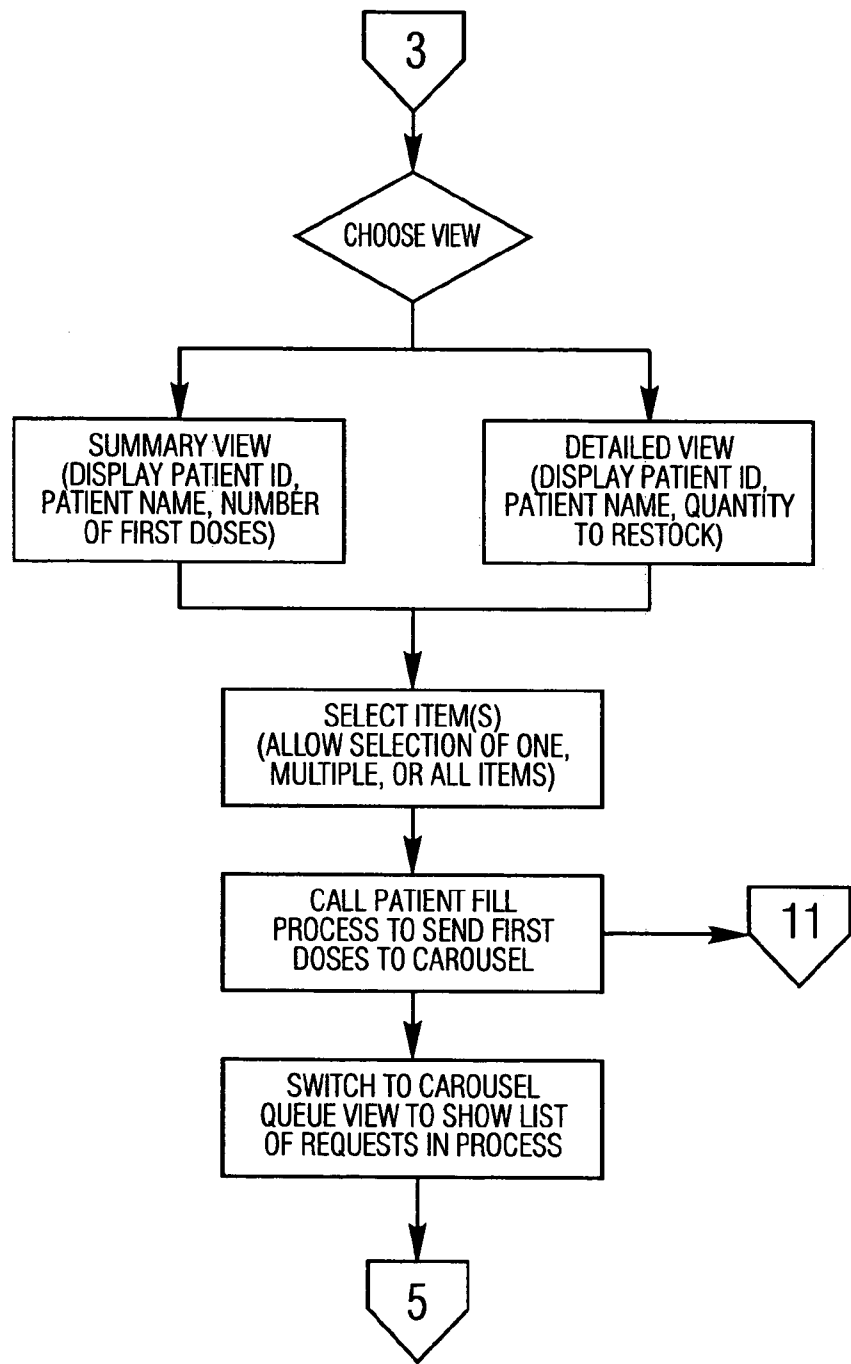 3
CHOOSE VIEW
SUMMARY VIEW
(DISPLAY PATIENT ID,
PATIENT NAME, NUMBER
OF FIRST DOSES)
DETAILED VIEW
(DISPLAY PATIENT ID,
PATIENT NAME, QUANTITY
TO RESTOCK)
SELECT ITEM(S)
(ALLOW SELECTION OF ONE,
MULTIPLE, OR ALL ITEMS)
CALL PATIENT FILL
PROCESS TO SEND FIRST
DOSES TO CAROUSEL
11
SWITCH TO CAROUSEL
QUEUE VIEW TO SHOW LIST
OF REQUESTS IN PROCESS
5